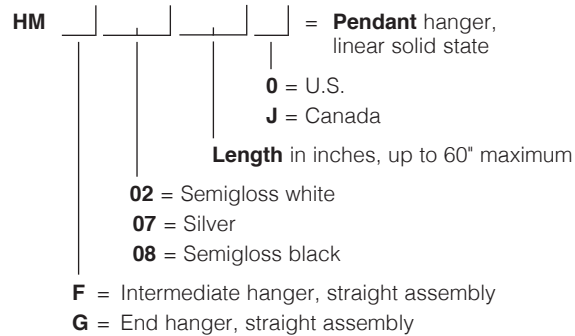 HM = Pendant hanger,
linear solid state
0 = U.S.
J = Canada
Length in inches, up to 60" maximum
02 = Semigloss white
07 = Silver
08 = Semigloss black
F = Intermediate hanger, straight assembly
G = End hanger, straight assembly